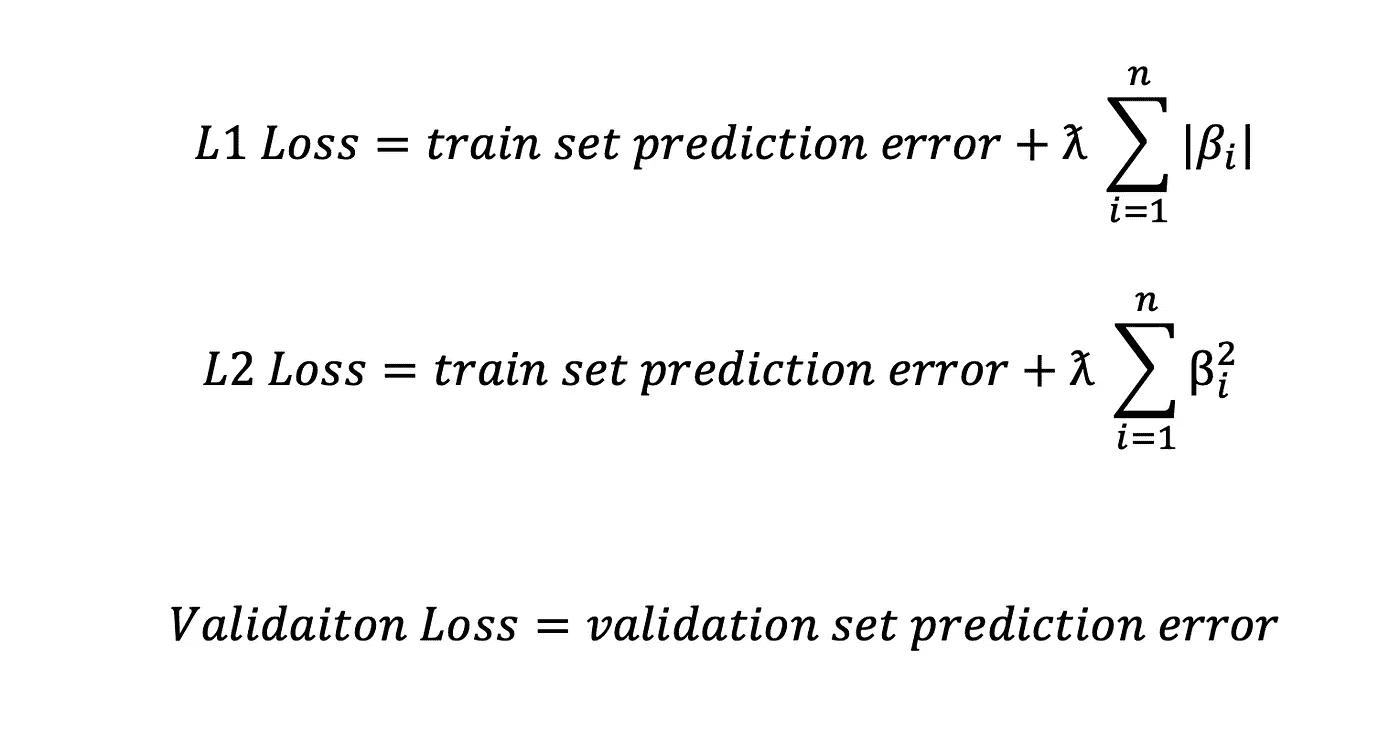 L1 Loss = train set prediction error + ƛ ∑_{i=1}^{n} |β_i|
L2 Loss = train set prediction error + ƛ ∑_{i=1}^{n} β_i^2
Validaiton Loss = validation set prediction error